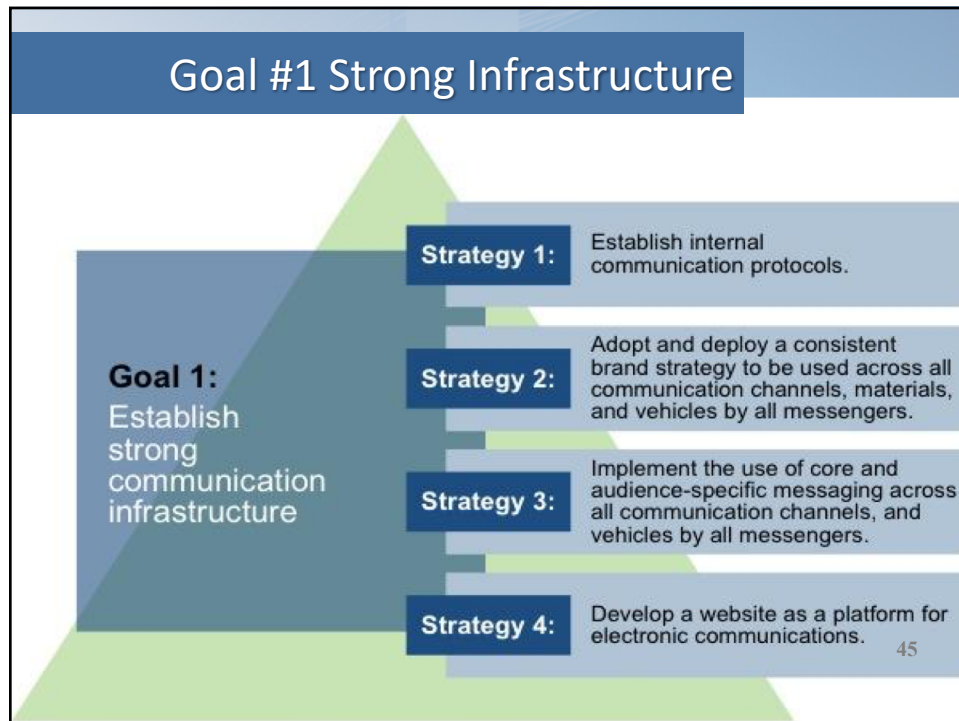 Goal #1 Strong Infrastructure
Goal 1:
Establish
strong
communication
infrastructure
Strategy 1:
Establish internal
communication protocols.
Strategy 2:
Adopt and deploy a consistent
brand strategy to be used across all
communication channels, materials,
and vehicles by all messengers.
Strategy 3:
Implement the use of core and
audience-specific messaging across
all communication channels, and
vehicles by all messengers.
Strategy 4:
Develop a website as a platform for
electronic communications.
45